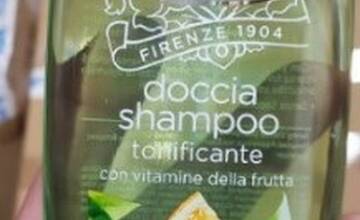 FIRENZE 1904
doccia
shampoo
tonificante
con vitamine della frutta